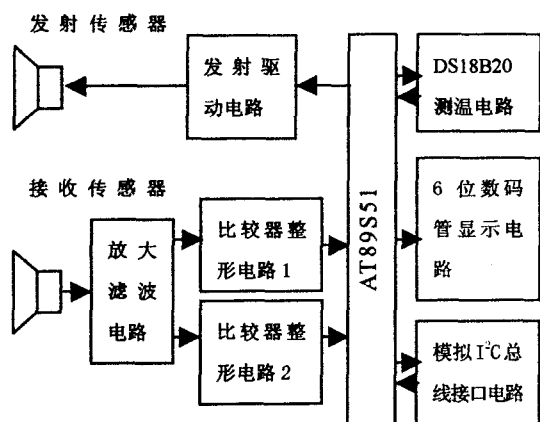 发射传感器
发射驱
动电路
DS18B20
测温电路
接收传感器
放大
滤波
电路
比较器整
形电路1
比较器整
形电路2
AT89S51
6位数码
管显示电
路
模拟I²C总
线接口电路